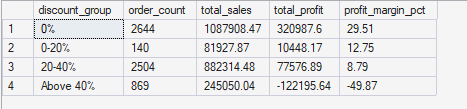 discount_group order_count total_sales total_profit profit_margin_pct
1 0% 2644 1087908.47 320987.6 29.51
2 0-20% 140 81927.87 10448.17 12.75
3 20-40% 2504 882314.48 77576.89 8.79
4 Above 40% 869 245050.04 -122195.64 -49.87